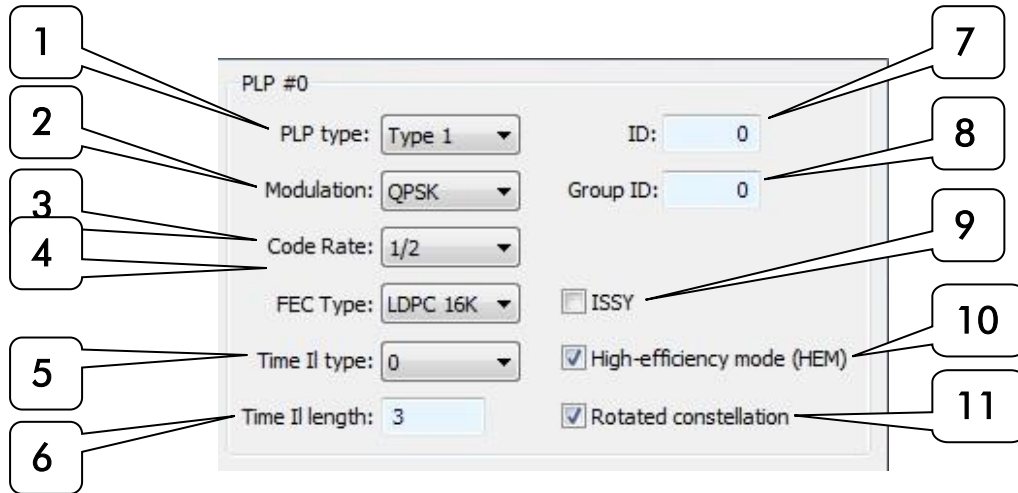 1
7
PLP #0
2
PLP type: Type 1
ID: 0
8
Modulation: QPSK
Group ID: 0
3
Code Rate: 1/2
9
4
FEC Type: LDPC 16K
ISSY
10
5
Time Il type: 0
High-efficiency mode (HEM)
6
Time Il length: 3
Rotated constellation
11